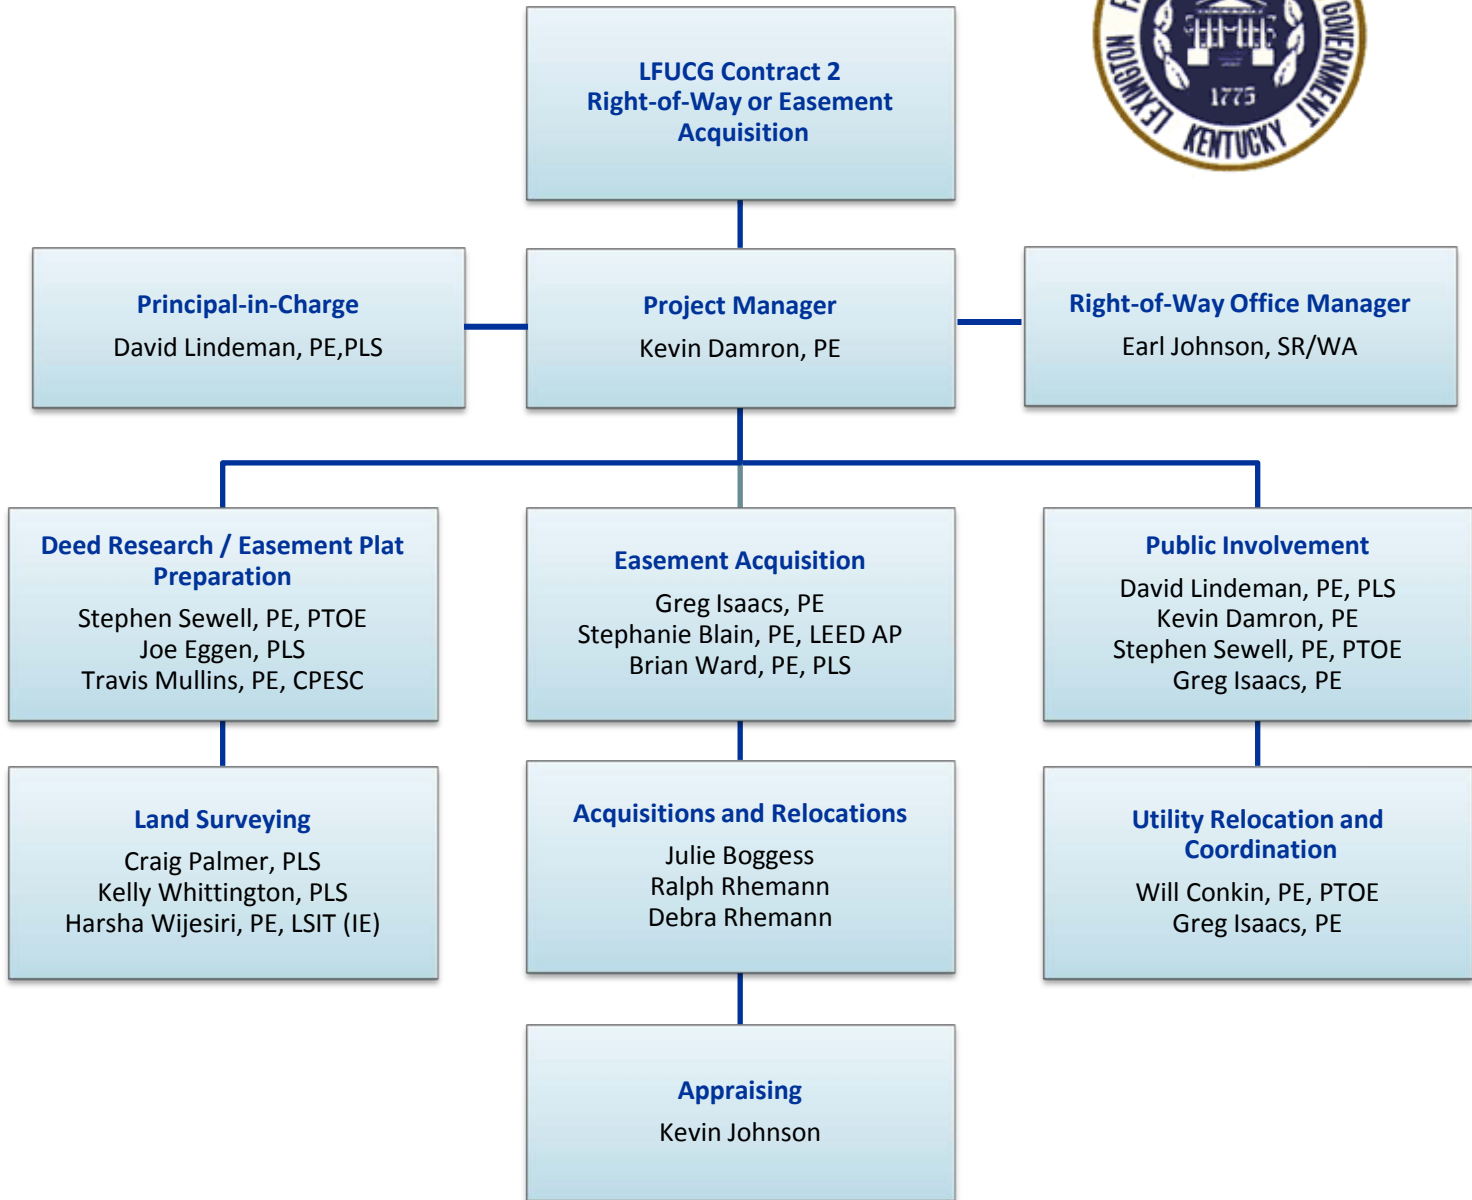 LFUCG Contract 2
Right-of-Way or Easement
Acquisition
GOVERNMENT
LEXINGTON
1775
KENTUCKY
Principal-in-Charge
David Lindeman, PE,PLS
Project Manager
Kevin Damron, PE
Right-of-Way Office Manager
Earl Johnson, SR/WA
Deed Research / Easement Plat
Preparation
Stephen Sewell, PE, PTOE
Joe Eggen, PLS
Travis Mullins, PE, CPESC
Easement Acquisition
Greg Isaacs, PE
Stephanie Blain, PE, LEED AP
Brian Ward, PE, PLS
Public Involvement
David Lindeman, PE, PLS
Kevin Damron, PE
Stephen Sewell, PE, PTOE
Greg Isaacs, PE
Land Surveying
Craig Palmer, PLS
Kelly Whittington, PLS
Harsha Wijesiri, PE, LSIT (IE)
Acquisitions and Relocations
Julie Boggess
Ralph Rhemann
Debra Rhemann
Utility Relocation and
Coordination
Will Conkin, PE, PTOE
Greg Isaacs, PE
Appraising
Kevin Johnson